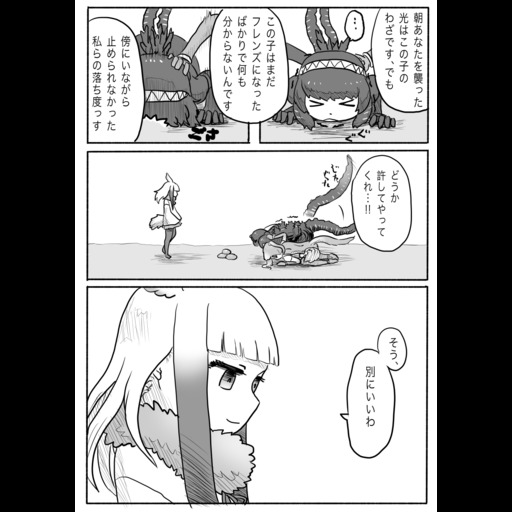 朝あなたを襲った
光はこの子の
わざです、でも
…
ぐぐ
この子はまだ
フレンズになった
ばかりで何も
分からないんです
傍にいながら
止められなかった
私らの落ち度っす
どうか
許してやって
くれ…!!
じたばた
そう、
別にいいわ